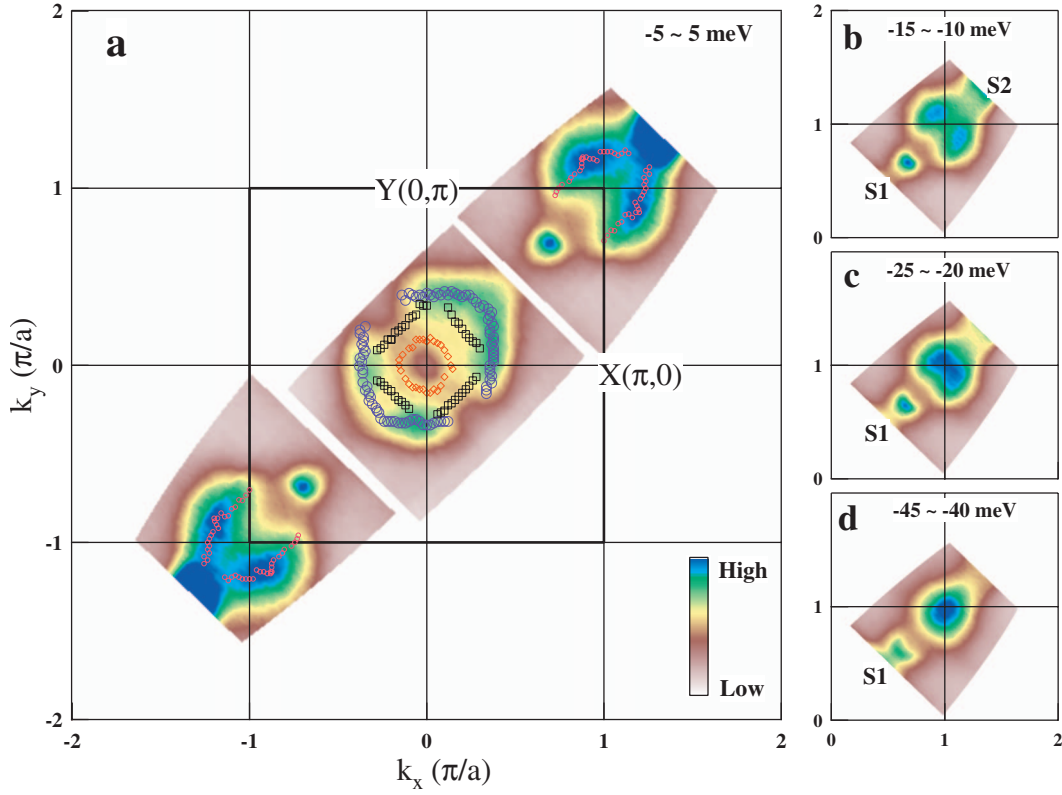 a
-5 ~ 5 meV
Y(0,π)
X(π,0)
High
Low
2
1
0
-1
-2
-2
-1
0
1
2
k_y (π/a)
k_x (π/a)
b
-15 ~ -10 meV
S2
S1
2
1
0
c
-25 ~ -20 meV
S1
1
0
d
-45 ~ -40 meV
S1
1
0
0
1
2